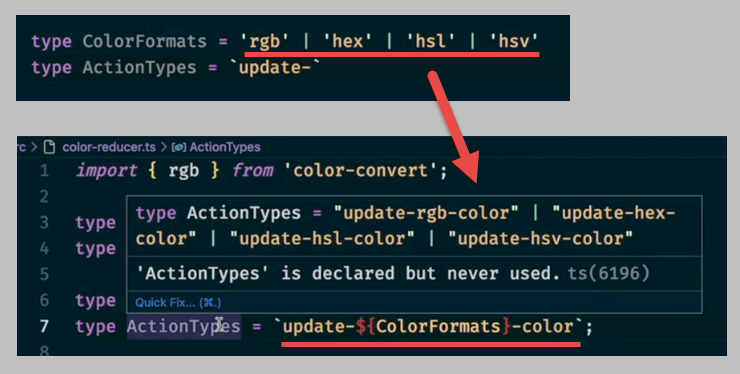 type ColorFormats = 'rgb' | 'hex' | 'hsl' | 'hsv'
type ActionTypes = `update-`
rc > color-reducer.ts > ActionTypes
1 import { rgb } from 'color-convert';
2
3 type
type ActionTypes = "update-rgb-color" | "update-hex-
4 type
color" | "update-hsl-color" | "update-hsv-color"
5
'ActionTypes' is declared but never used. ts(6196)
6 type
Quick Fix... (⌘.)
7 type ActionTypes = `update-${ColorFormats}-color`;
8